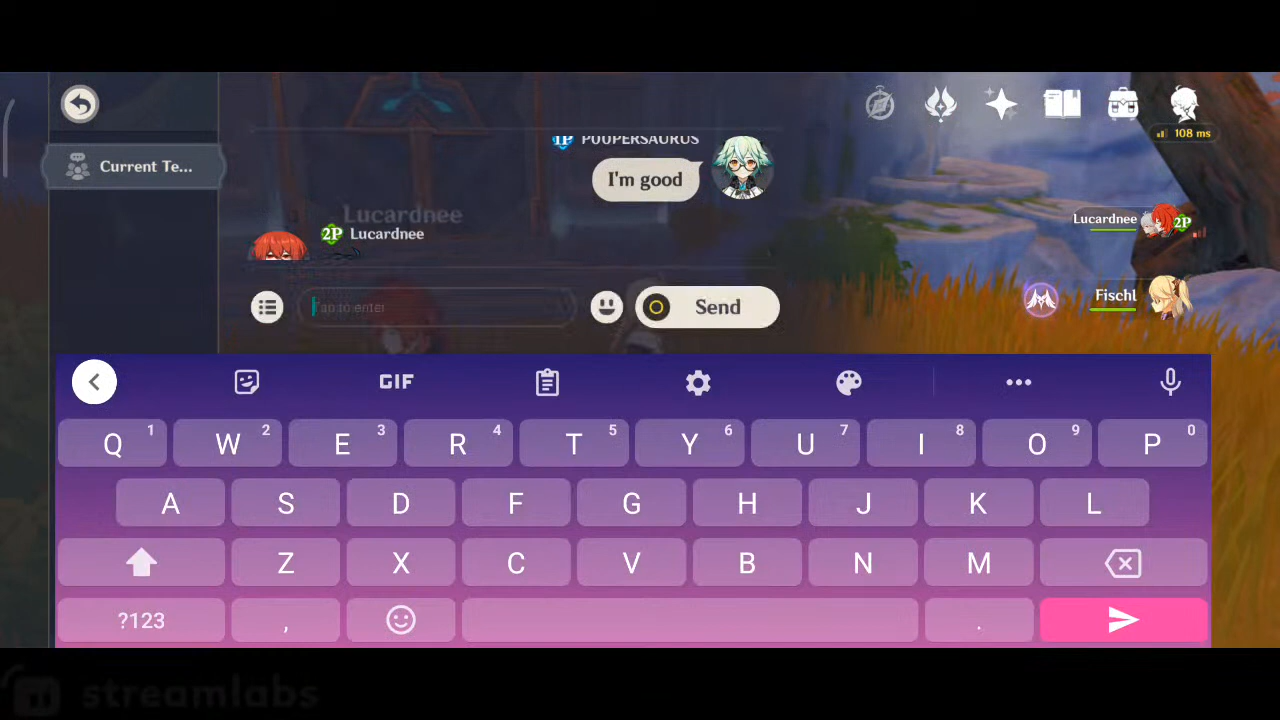 108 ms
Current Te...
1P POUPERSAURUS
I'm good
Lucardnee
2P Lucardnee
Lucardnee 2P
Fischl
Tap to enter
Send
GIF
Q 1 W 2 E 3 R 4 T 5 Y 6 U 7 I 8 O 9 P 0
A S D F G H J K L
Z X C V B N M
?123 , .
streamlabs